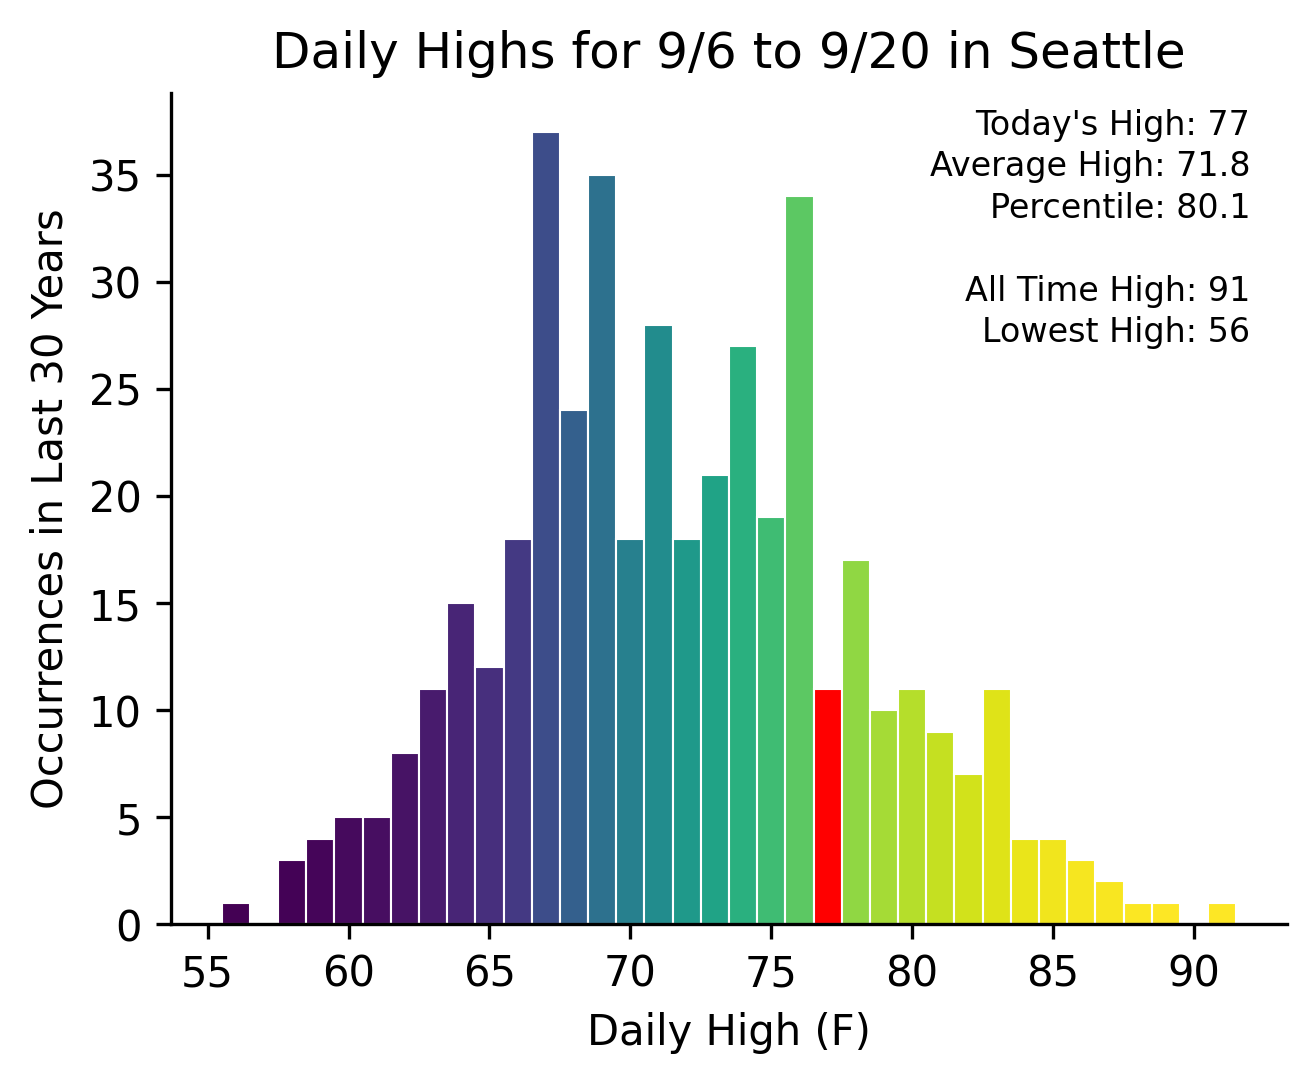 Daily Highs for 9/6 to 9/20 in Seattle
Today's High: 77
Average High: 71.8
Percentile: 80.1
All Time High: 91
Lowest High: 56
Occurrences in Last 30 Years
35
30
25
20
15
10
5
0
55 60 65 70 75 80 85 90
Daily High (F)